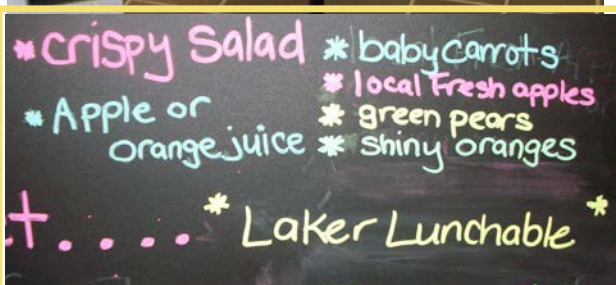 *crispy Salad
* Apple or
orange juice
* baby carrots
* local Fresh apples
* green pears
* shiny oranges
t....
* Laker Lunchable *